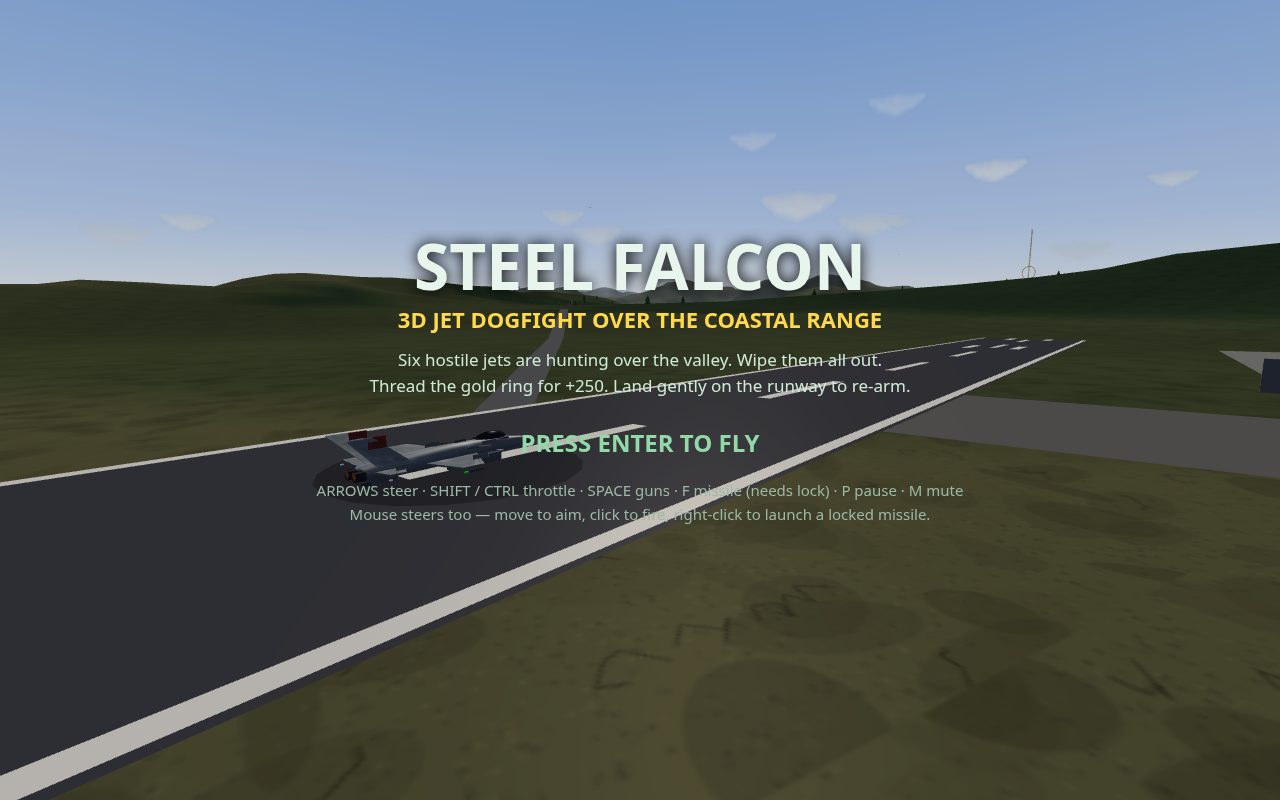 STEEL FALCON
3D JET DOGFIGHT OVER THE COASTAL RANGE
Six hostile jets are hunting over the valley. Wipe them all out.
Thread the gold ring for +250. Land gently on the runway to re-arm.
PRESS ENTER TO FLY
ARROWS steer · SHIFT / CTRL throttle · SPACE guns · F missile (needs lock) · P pause · M mute
Mouse steers too — move to aim, click to fire, right-click to launch a locked missile.